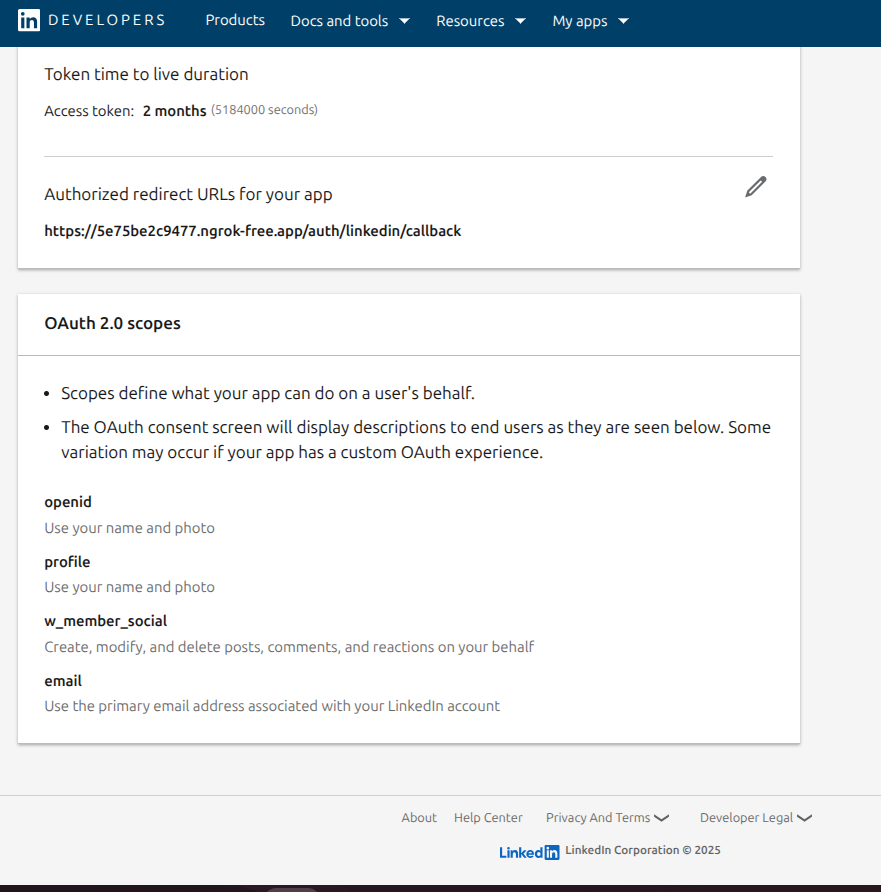 in DEVELOPERS Products Docs and tools Resources My apps
Token time to live duration
Access token: 2 months (5184000 seconds)
Authorized redirect URLs for your app
https://5e75be2c9477.ngrok-free.app/auth/linkedin/callback
OAuth 2.0 scopes
• Scopes define what your app can do on a user's behalf.
• The OAuth consent screen will display descriptions to end users as they are seen below. Some
variation may occur if your app has a custom OAuth experience.
openid
Use your name and photo
profile
Use your name and photo
w_member_social
Create, modify, and delete posts, comments, and reactions on your behalf
email
Use the primary email address associated with your LinkedIn account
About Help Center Privacy And Terms Developer Legal
LinkedIn LinkedIn Corporation © 2025